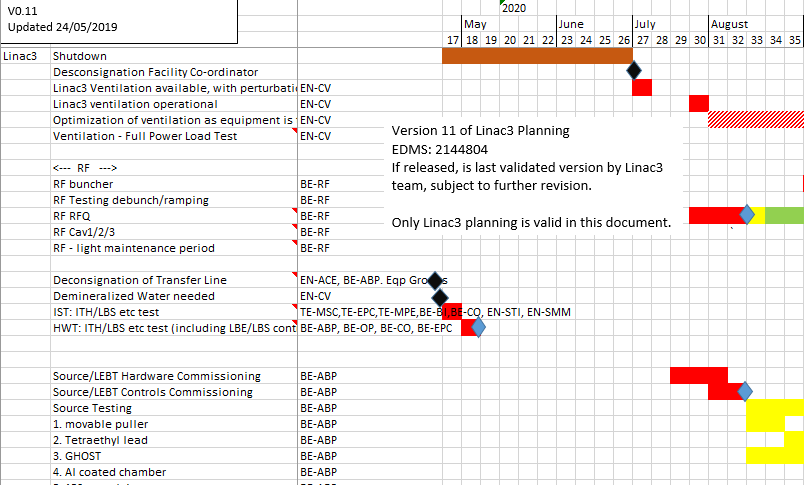 V0.11
Updated 24/05/2019
2020
May June July August
17 18 19 20 21 22 23 24 25 26 27 28 29 30 31 32 33 34 35
Linac3 Shutdown
Desconsignation Facility Co-ordinator
Linac3 Ventilation available, with perturbati EN-CV
Linac3 ventilation operational EN-CV
Optimization of ventilation as equipment is EN-CV
Ventilation - Full Power Load Test EN-CV
Version 11 of Linac3 Planning
EDMS: 2144804
If released, is last validated version by Linac3
team, subject to further revision.
Only Linac3 planning is valid in this document.
<--- RF --->
RF buncher BE-RF
RF Testing debunch/ramping BE-RF
RF RFQ BE-RF
RF Cav1/2/3 BE-RF
RF - light maintenance period BE-RF
Deconsignation of Transfer Line EN-ACE, BE-ABP. Eqp Groups
Demineralized Water needed EN-CV
IST: ITH/LBS etc test TE-MSC,TE-EPC,TE-MPE,BE-BI,BE-CO, EN-STI, EN-SMM
HWT: ITH/LBS etc test (including LBE/LBS cont BE-ABP, BE-OP, BE-CO, BE-EPC
Source/LEBT Hardware Commissioning BE-ABP
Source/LEBT Controls Commissioning BE-ABP
Source Testing BE-ABP
1. movable puller BE-ABP
2. Tetraethyl lead BE-ABP
3. GHOST BE-ABP
4. Al coated chamber BE-ABP